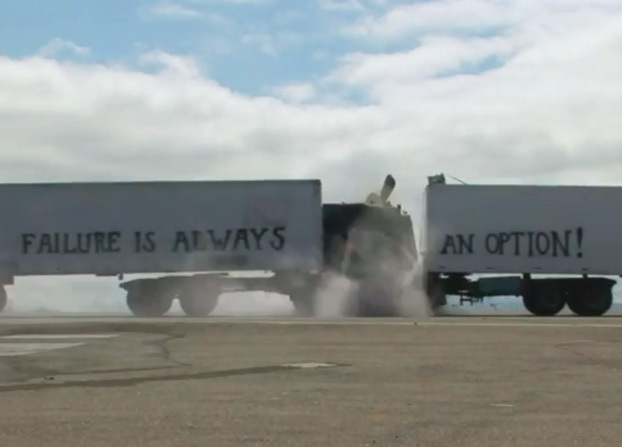 FAILURE IS ALWAYS AN OPTION!